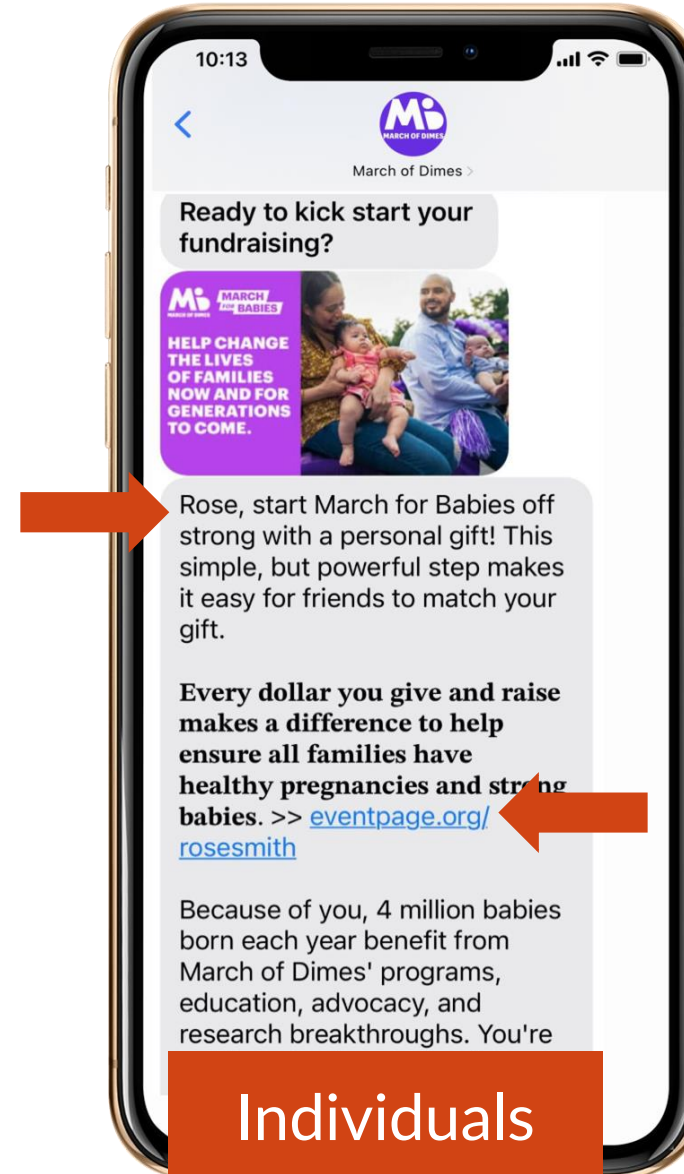 10:13
MARCH OF DIMES
March of Dimes >
Ready to kick start your
fundraising?
MARCH OF DIMES
MARCH
FOR BABIES
HELP CHANGE
THE LIVES
OF FAMILIES
NOW AND FOR
GENERATIONS
TO COME.
Rose, start March for Babies off
strong with a personal gift! This
simple, but powerful step makes
it easy for friends to match your
gift.
Every dollar you give and raise
makes a difference to help
ensure all families have
healthy pregnancies and strong
babies. >> eventpage.org/
rosesmith
Because of you, 4 million babies
born each year benefit from
March of Dimes' programs,
education, advocacy, and
research breakthroughs. You're
Individuals